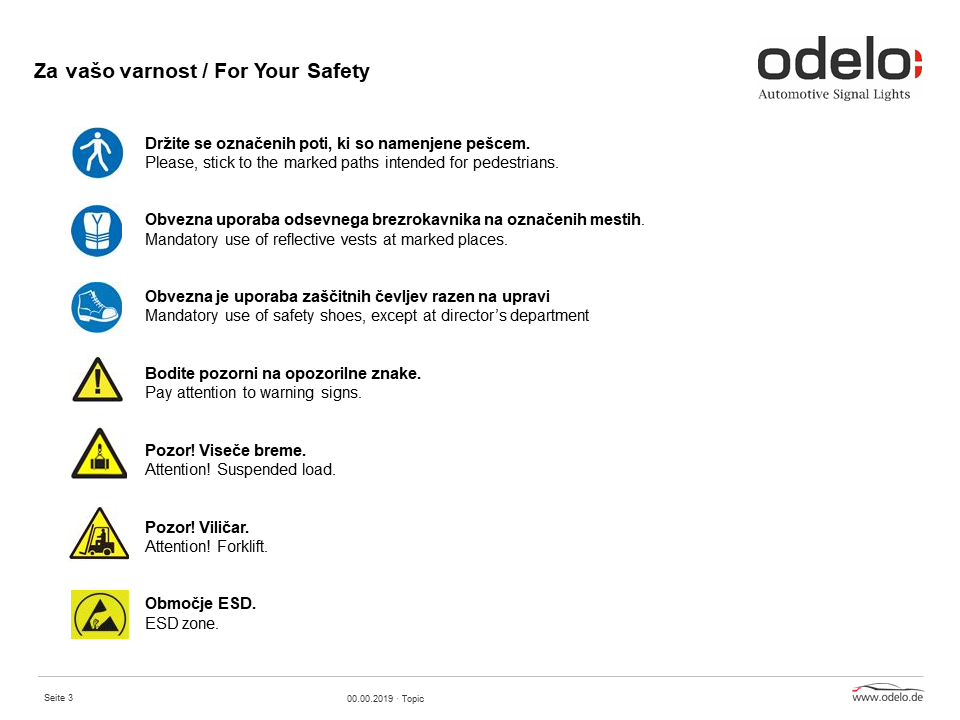 Za vašo varnost / For Your Safety
odelo
Automotive Signal Lights
Držite se označenih poti, ki so namenjene pešcem.
Please, stick to the marked paths intended for pedestrians.
Obvezna uporaba odsevnega brezrokavnika na označenih mestih.
Mandatory use of reflective vests at marked places.
Obvezna je uporaba zaščitnih čevljev razen na upravi
Mandatory use of safety shoes, except at director’s department
Bodite pozorni na opozorilne znake.
Pay attention to warning signs.
Pozor! Viseče breme.
Attention! Suspended load.
Pozor! Viličar.
Attention! Forklift.
Območje ESD.
ESD zone.
Seite 3
00.00.2019 · Topic
www.odelo.de